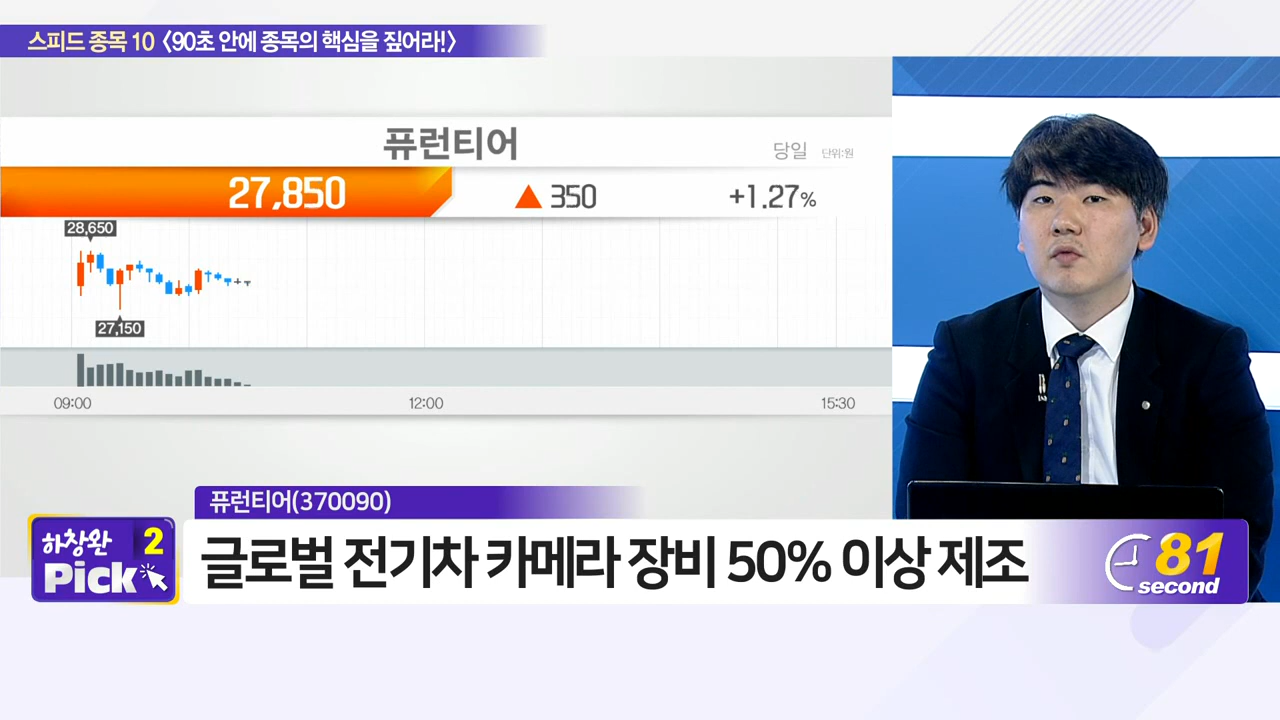 스피드 종목 10 〈90초 안에 종목의 핵심을 짚어라!〉
퓨런티어
당일 단위:원
27,850 ▲ 350 +1.27%
28,650
27,150
09:00 12:00 15:30
퓨런티어(370090)
하창완 2
Pick
글로벌 전기차 카메라 장비 50% 이상 제조
81
second